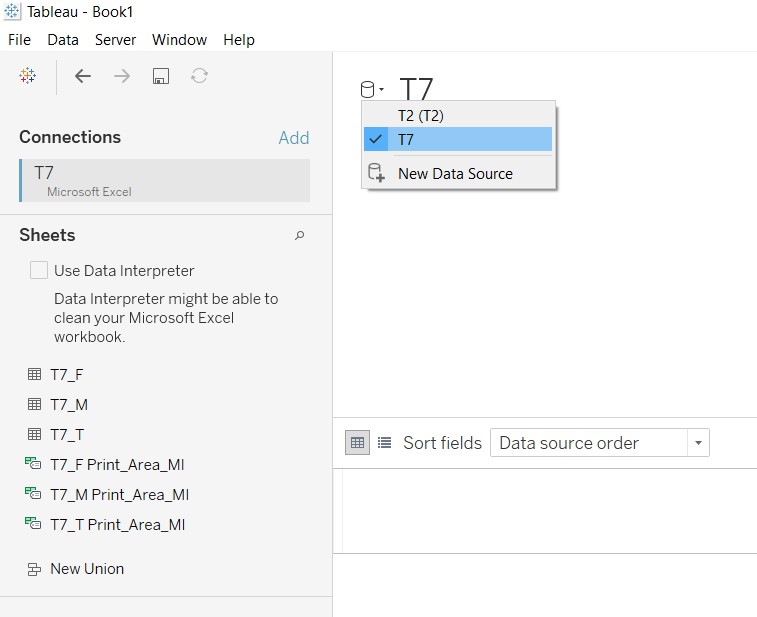 Tableau - Book1
File Data Server Window Help
T7
T2 (T2)
T7
New Data Source
Connections
Add
T7
Microsoft Excel
Sheets
Use Data Interpreter
Data Interpreter might be able to
clean your Microsoft Excel
workbook.
T7_F
T7_M
T7_T
T7_F Print_Area_MI
T7_M Print_Area_MI
T7_T Print_Area_MI
New Union
Sort fields
Data source order